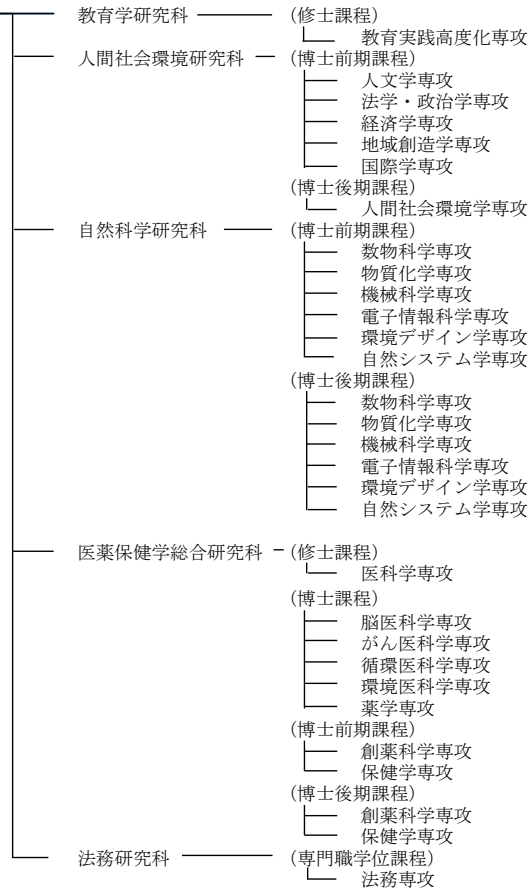 教育学研究科 (修士課程)
教育実践高度化専攻
人間社会環境研究科 (博士前期課程)
人文学専攻
法学・政治学専攻
経済学専攻
地域創造学専攻
国際学専攻
(博士後期課程)
人間社会環境学専攻
自然科学研究科 (博士前期課程)
数物科学専攻
物質化学専攻
機械科学専攻
電子情報科学専攻
環境デザイン学専攻
自然システム学専攻
(博士後期課程)
数物科学専攻
物質化学専攻
機械科学専攻
電子情報科学専攻
環境デザイン学専攻
自然システム学専攻
医薬保健学総合研究科 (修士課程)
医科学専攻
(博士課程)
脳医科学専攻
がん医科学専攻
循環医科学専攻
環境医科学専攻
薬学専攻
(博士前期課程)
創薬科学専攻
保健学専攻
(博士後期課程)
創薬科学専攻
保健学専攻
法務研究科 (専門職学位課程)
法務専攻